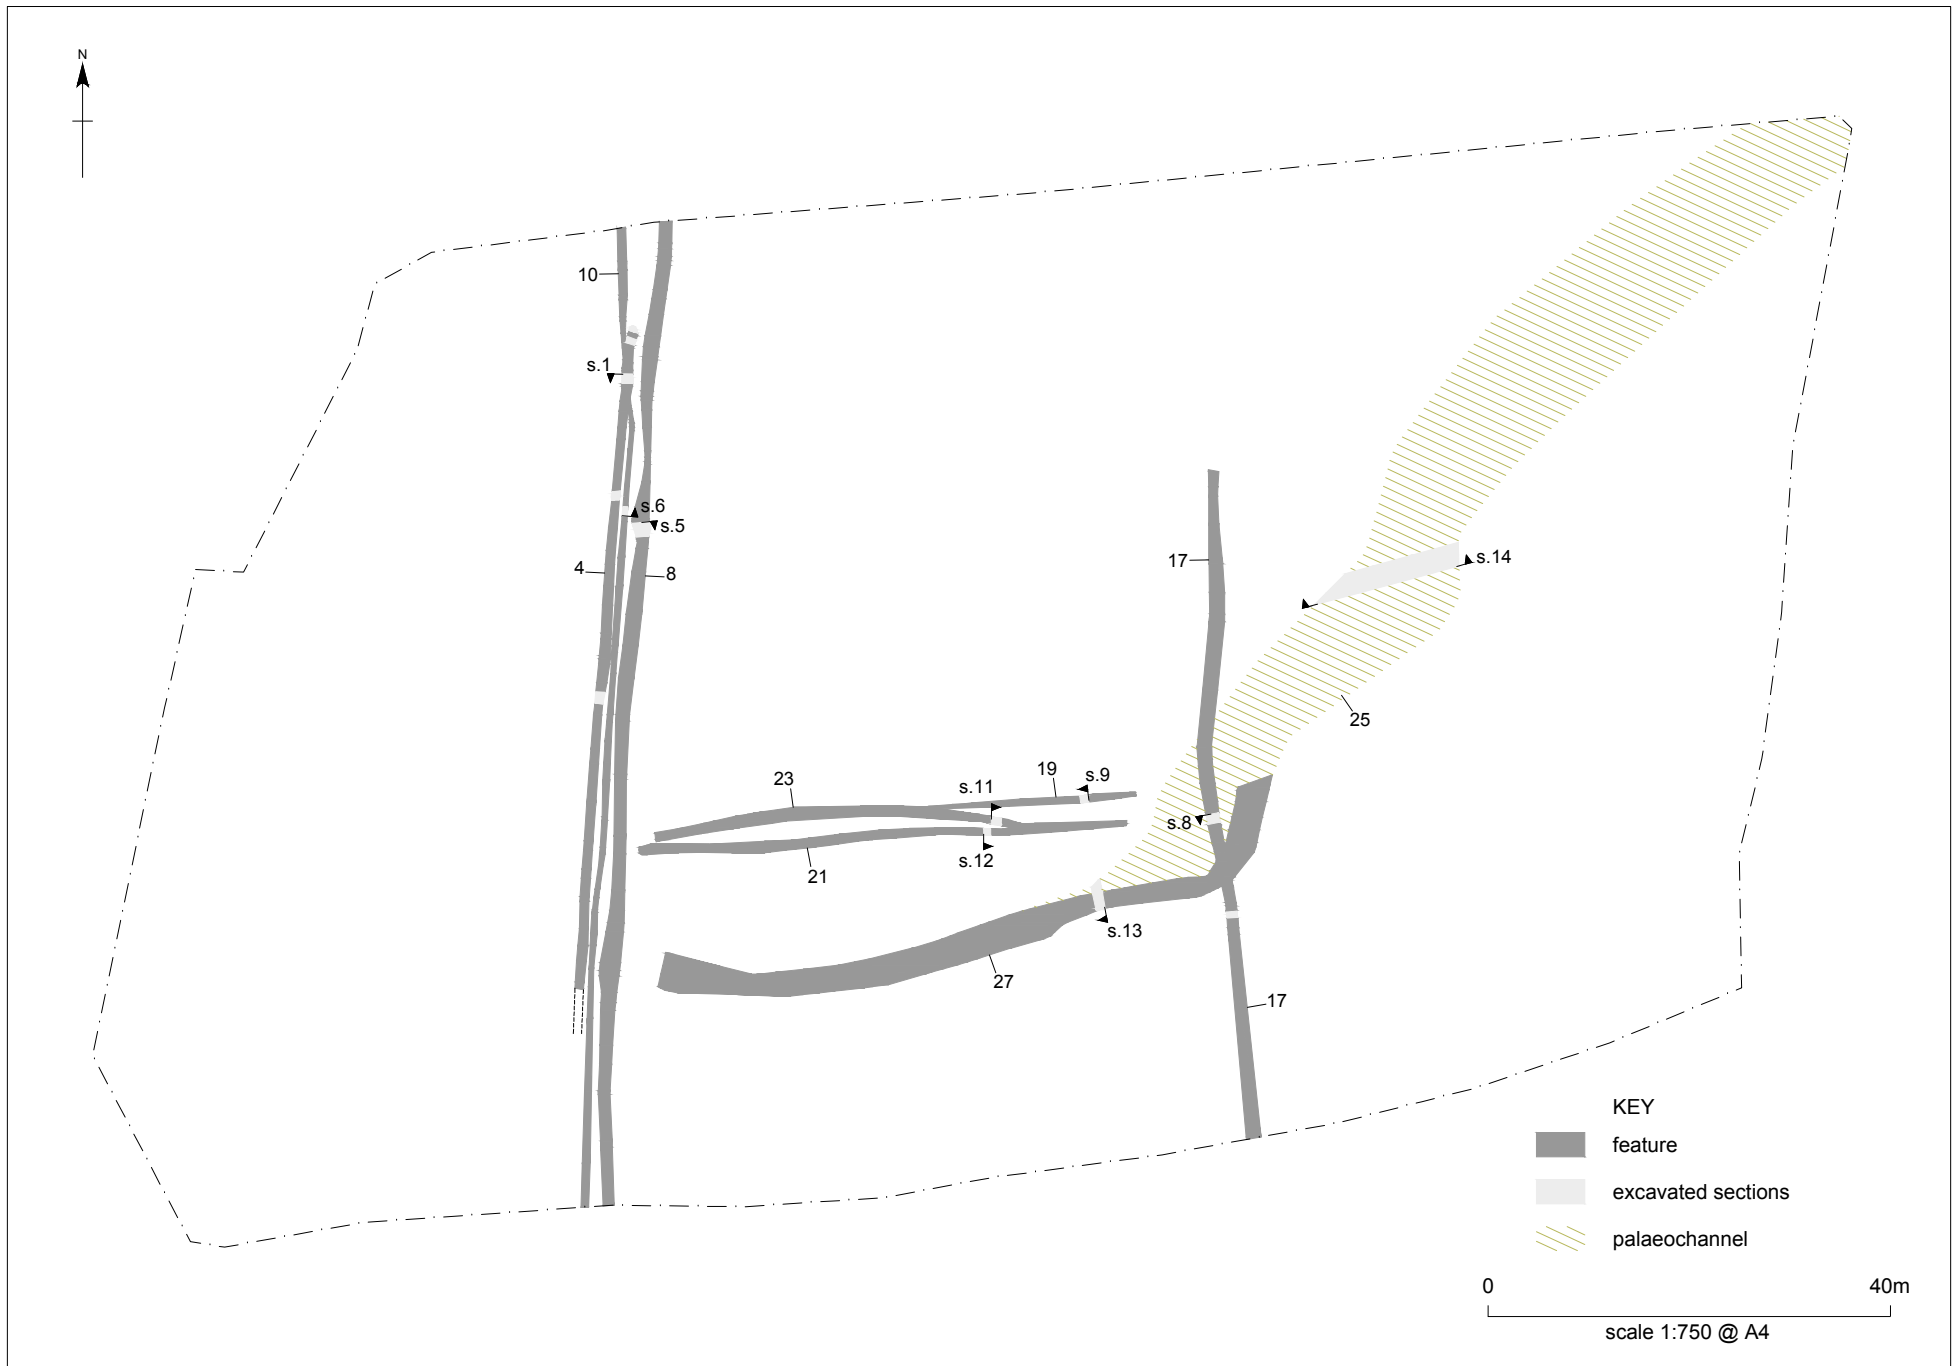 N
10
s.1
s.6
s.5
4
8
17
s.14
25
23
s.11
19
s.9
s.8
s.12
21
s.13
27
17
KEY
feature
excavated sections
palaeochannel
0 40m
scale 1:750 @ A4